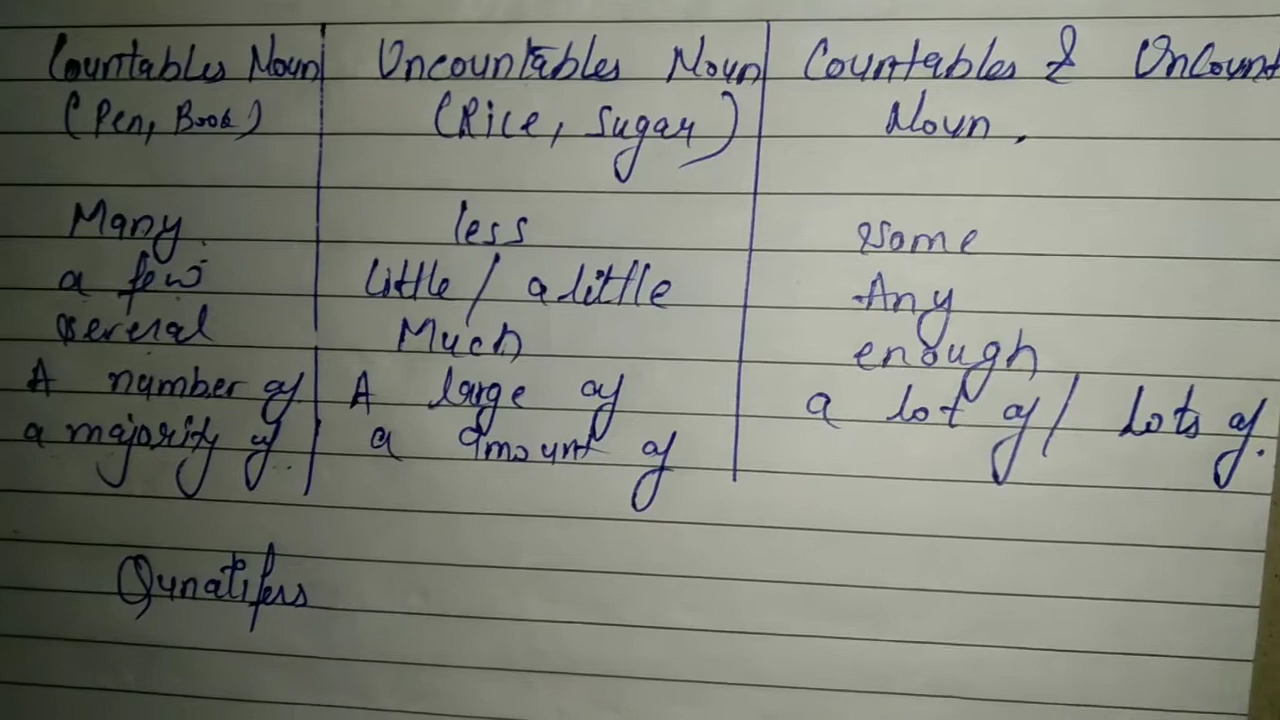 Countables Noun Uncountables Noun Countables & Uncount
(Pen, Book) (Rice, Sugar) Noun.
Many less Some
a few little / a little Any
several Much enough
A number of A large of a lot of / Lots of.
a majority of a amount of
Qunatifers